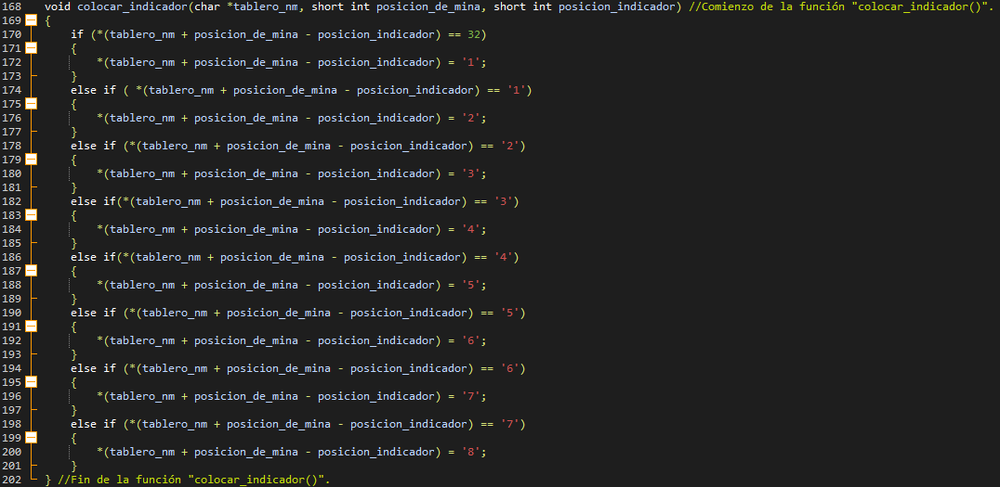 168 void colocar_indicador(char *tablero_nm, short int posicion_de_mina, short int posicion_indicador) //Comienzo de la función "colocar_indicador()".
169 {
170 if (*(tablero_nm + posicion_de_mina - posicion_indicador) == 32)
171 {
172 *(tablero_nm + posicion_de_mina - posicion_indicador) = '1';
173 }
174 else if ( *(tablero_nm + posicion_de_mina - posicion_indicador) == '1')
175 {
176 *(tablero_nm + posicion_de_mina - posicion_indicador) = '2';
177 }
178 else if (*(tablero_nm + posicion_de_mina - posicion_indicador) == '2')
179 {
180 *(tablero_nm + posicion_de_mina - posicion_indicador) = '3';
181 }
182 else if(*(tablero_nm + posicion_de_mina - posicion_indicador) == '3')
183 {
184 *(tablero_nm + posicion_de_mina - posicion_indicador) = '4';
185 }
186 else if(*(tablero_nm + posicion_de_mina - posicion_indicador) == '4')
187 {
188 *(tablero_nm + posicion_de_mina - posicion_indicador) = '5';
189 }
190 else if (*(tablero_nm + posicion_de_mina - posicion_indicador) == '5')
191 {
192 *(tablero_nm + posicion_de_mina - posicion_indicador) = '6';
193 }
194 else if (*(tablero_nm + posicion_de_mina - posicion_indicador) == '6')
195 {
196 *(tablero_nm + posicion_de_mina - posicion_indicador) = '7';
197 }
198 else if (*(tablero_nm + posicion_de_mina - posicion_indicador) == '7')
199 {
200 *(tablero_nm + posicion_de_mina - posicion_indicador) = '8';
201 }
202 } //Fin de la función "colocar_indicador()".